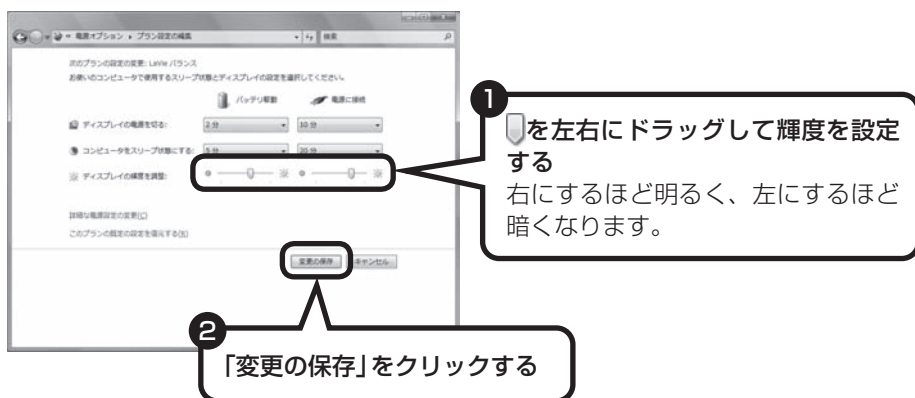 電源オプション ▸ プラン設定の編集
検索
次のプランの設定の変更: LaVie バランス
お使いのコンピュータで使用するスリープ状態とディスプレイの設定を選択してください。
バッテリ駆動 電源に接続
ディスプレイの電源を切る: 2 分 10 分
コンピュータをスリープ状態にする: 5 分 20 分
ディスプレイの輝度を調整:
詳細な電源設定の変更(C)
このプランの既定の設定を復元する(R)
変更の保存 キャンセル
1
を左右にドラッグして輝度を設定
する
右にするほど明るく、左にするほど
暗くなります。
2
「変更の保存」をクリックする